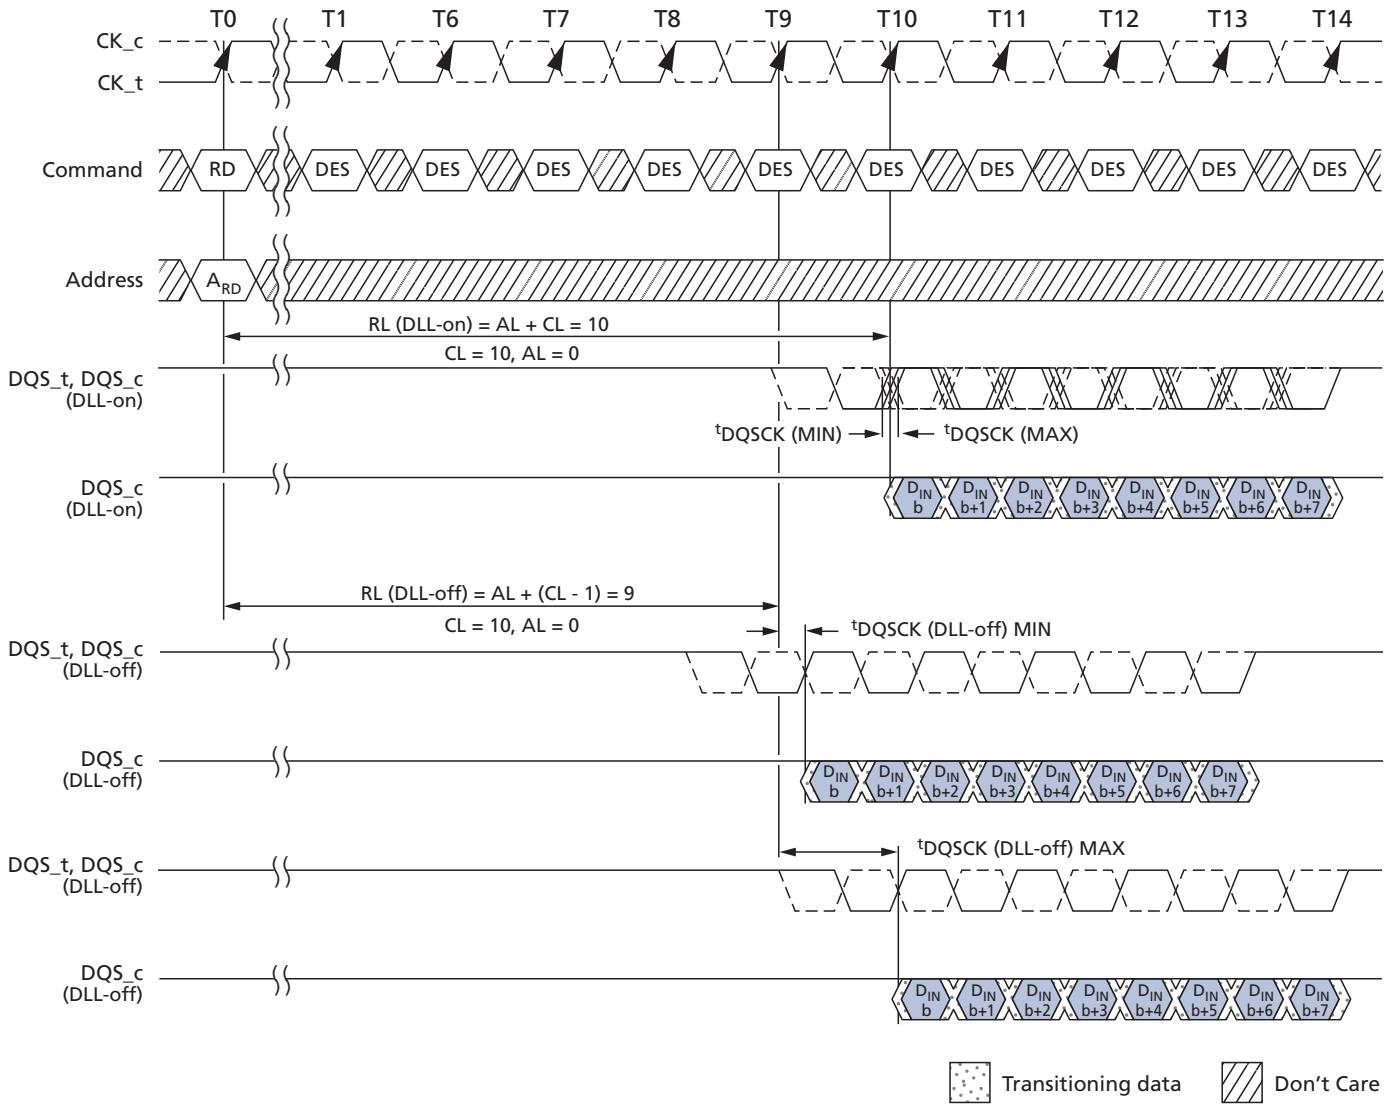 T0 T1 T6 T7 T8 T9 T10 T11 T12 T13 T14
CK_c
CK_t
Command RD DES DES DES DES DES DES DES DES DES DES
Address A_RD
RL (DLL-on) = AL + CL = 10
CL = 10, AL = 0
DQS_t, DQS_c
(DLL-on)
tDQSCK (MIN) tDQSCK (MAX)
DQS_c
(DLL-on)
DIN b DIN b+1 DIN b+2 DIN b+3 DIN b+4 DIN b+5 DIN b+6 DIN b+7
RL (DLL-off) = AL + (CL - 1) = 9
CL = 10, AL = 0
tDQSCK (DLL-off) MIN
DQS_t, DQS_c
(DLL-off)
DQS_c
(DLL-off)
DIN b DIN b+1 DIN b+2 DIN b+3 DIN b+4 DIN b+5 DIN b+6 DIN b+7
tDQSCK (DLL-off) MAX
DQS_t, DQS_c
(DLL-off)
DQS_c
(DLL-off)
DIN b DIN b+1 DIN b+2 DIN b+3 DIN b+4 DIN b+5 DIN b+6 DIN b+7
Transitioning data Don't Care